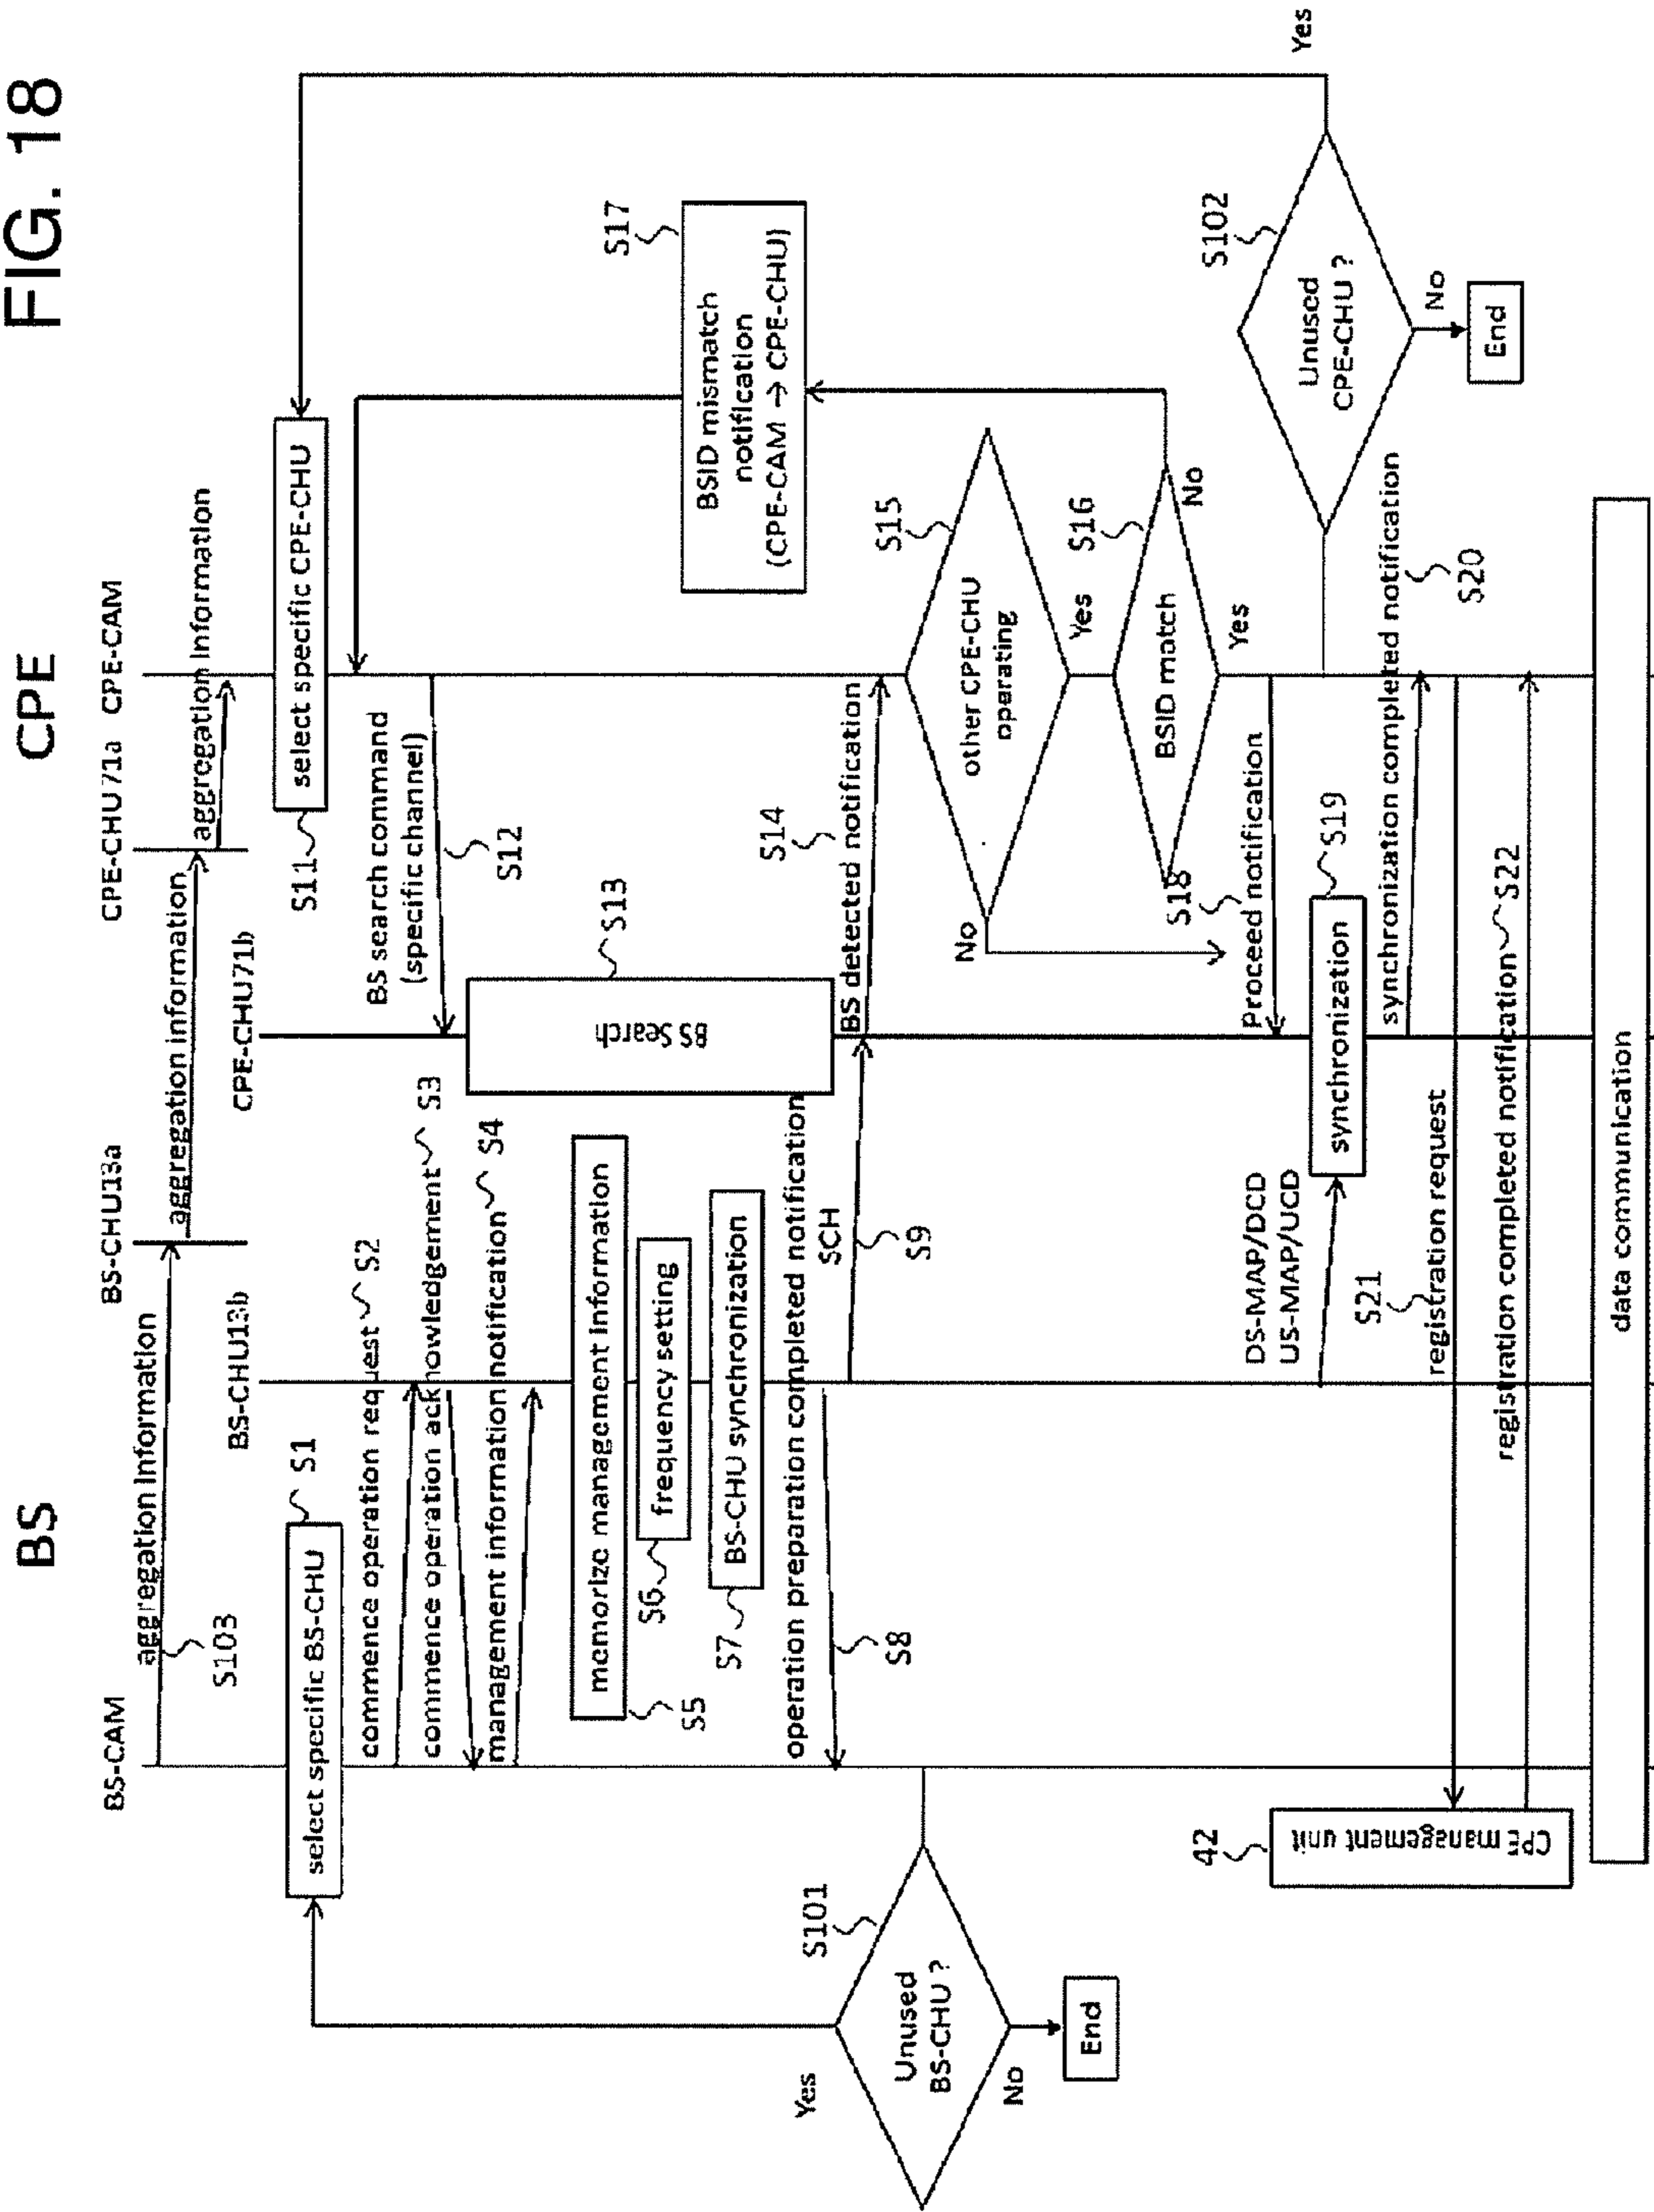 FIG. 18
BS
CPE
BS-CAM
BS-CHU13b
BS-CHU13a
CPE-CHU71b
CPE-CHU71a
CPE-CAM
aggregation information
S103
aggregation information
aggregation information
select specific BS-CHU
S1
select specific CPE-CHU
S11
commence operation request
S2
commence operation acknowledgement
S3
management information notification
S4
BS search command
(specific channel)
S12
memorize management information
S5
frequency setting
S6
BS-CHU synchronization
S7
BS Search
S13
BSID mismatch
notification
(CPE-CAM → CPE-CHU)
S17
operation preparation completed notification
S8
SCH
S9
BS detected notification
S14
Unused
BS-CHU ?
S101
Yes
No
End
other CPE-CHU
operating
S15
No
Yes
BSID match
S16
No
Yes
Proceed notification
S18
Unused
CPE-CHU ?
S102
Yes
No
End
DS-MAP/DCD
US-MAP/UCD
synchronization
S19
synchronization completed notification
S20
registration request
S21
registration completed notification
S22
CPE management unit
42
data communication